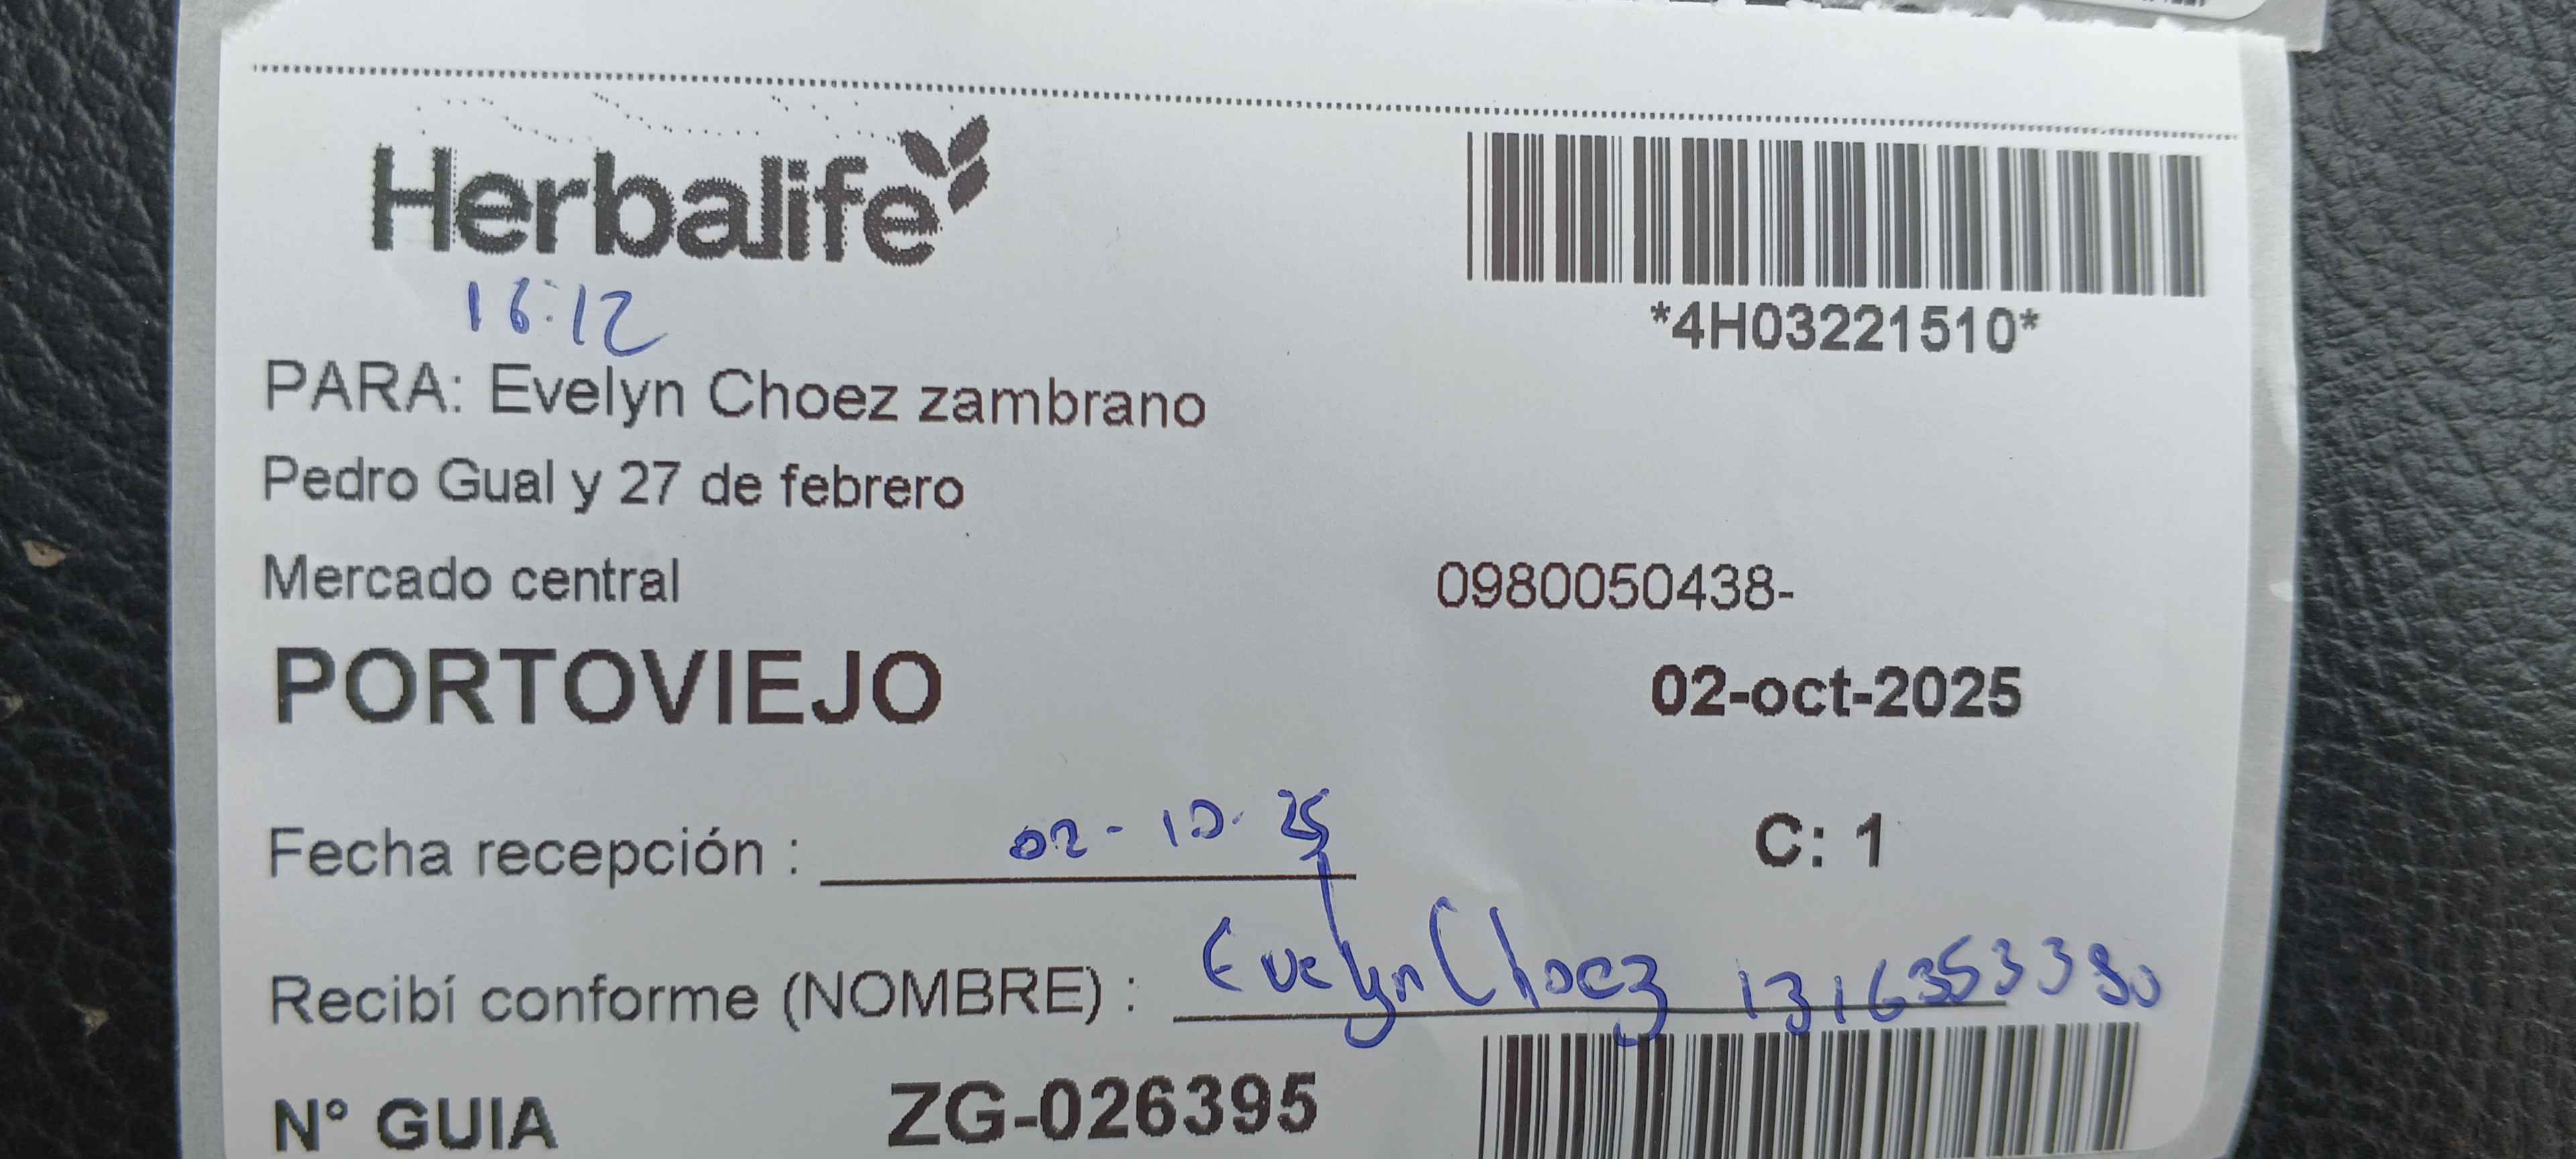 Herbalife
16:12
*4H03221510*
PARA: Evelyn Choez zambrano
Pedro Gual y 27 de febrero
Mercado central
0980050438-
PORTOVIEJO
02-oct-2025
Fecha recepción : 02-10-25
C: 1
Recibí conforme (NOMBRE) : Evelyn Choez 1316353390
N° GUIA ZG-026395